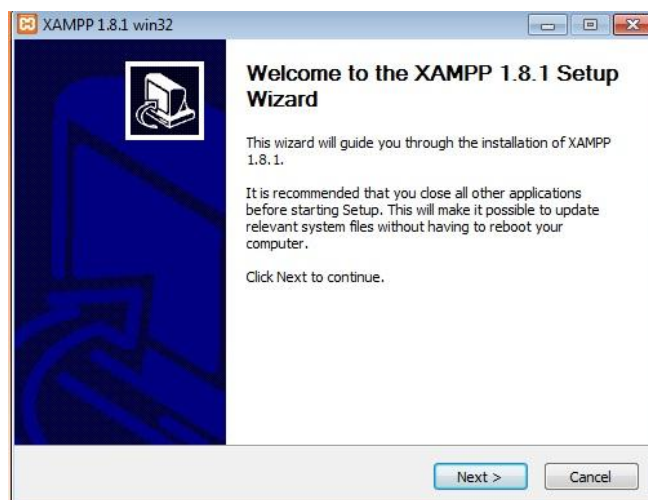 XAMPP 1.8.1 win32
Welcome to the XAMPP 1.8.1 Setup
Wizard
This wizard will guide you through the installation of XAMPP
1.8.1.
It is recommended that you close all other applications
before starting Setup. This will make it possible to update
relevant system files without having to reboot your
computer.
Click Next to continue.
Next >
Cancel